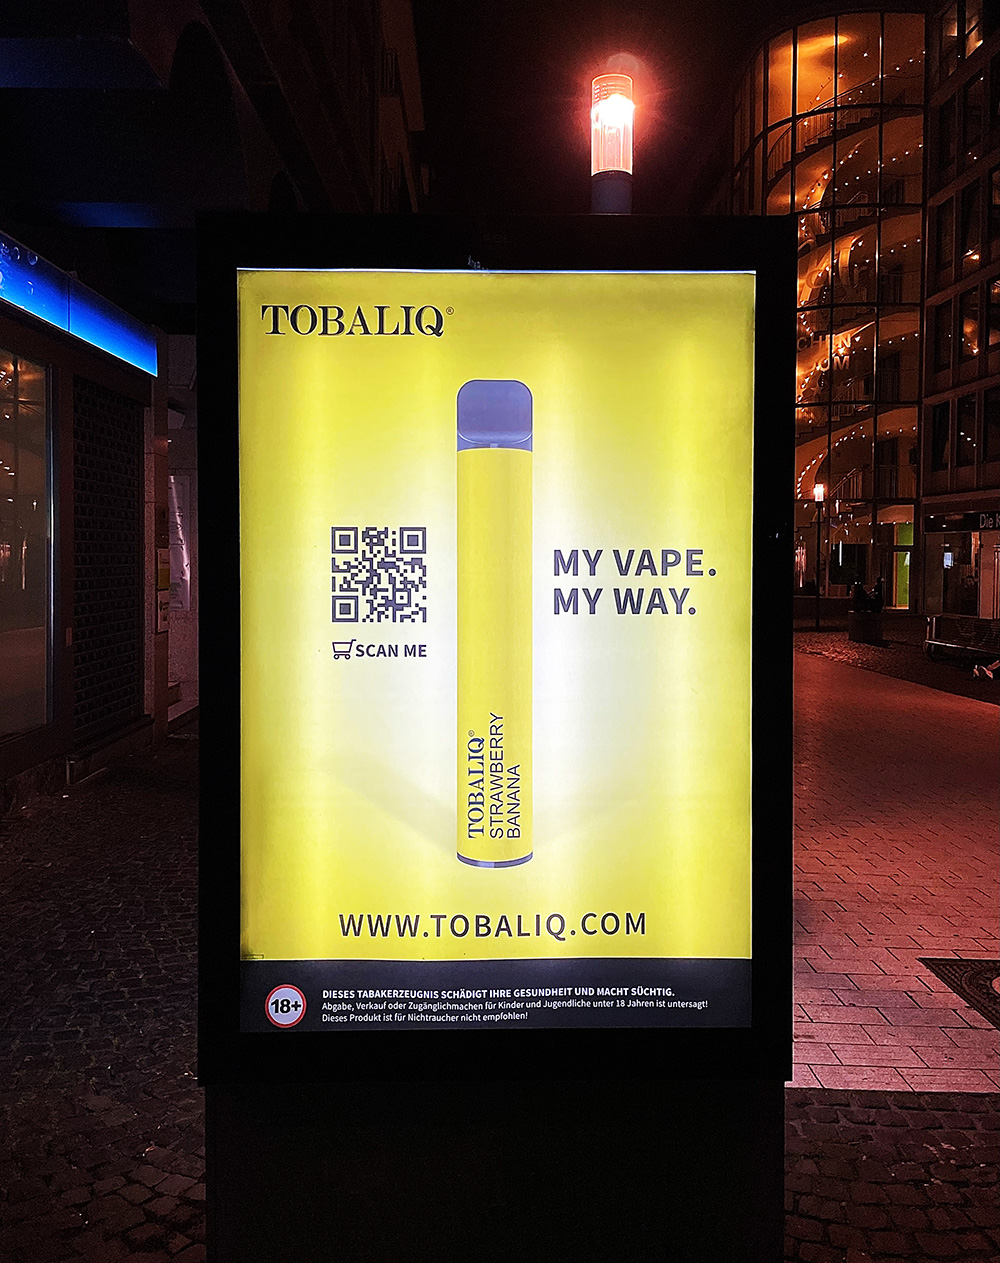 TOBALIQ®
MY VAPE.
MY WAY.
SCAN ME
TOBALIQ®
STRAWBERRY
BANANA
WWW.TOBALIQ.COM
18+
DIESES TABAKERZEUGNIS SCHÄDIGT IHRE GESUNDHEIT UND MACHT SÜCHTIG.
Abgabe, Verkauf oder Zugänglichmachen für Kinder und Jugendliche unter 18 Jahren ist untersagt!
Dieses Produkt ist für Nichtraucher nicht empfohlen!
Die